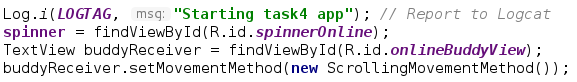 Log.i(LOGTAG, msg: "Starting task4 app"); // Report to Logcat
spinner = findViewById(R.id.spinnerOnline);
TextView buddyReceiver = findViewById(R.id.onlineBuddyView);
buddyReceiver.setMovementMethod(new ScrollingMovementMethod());